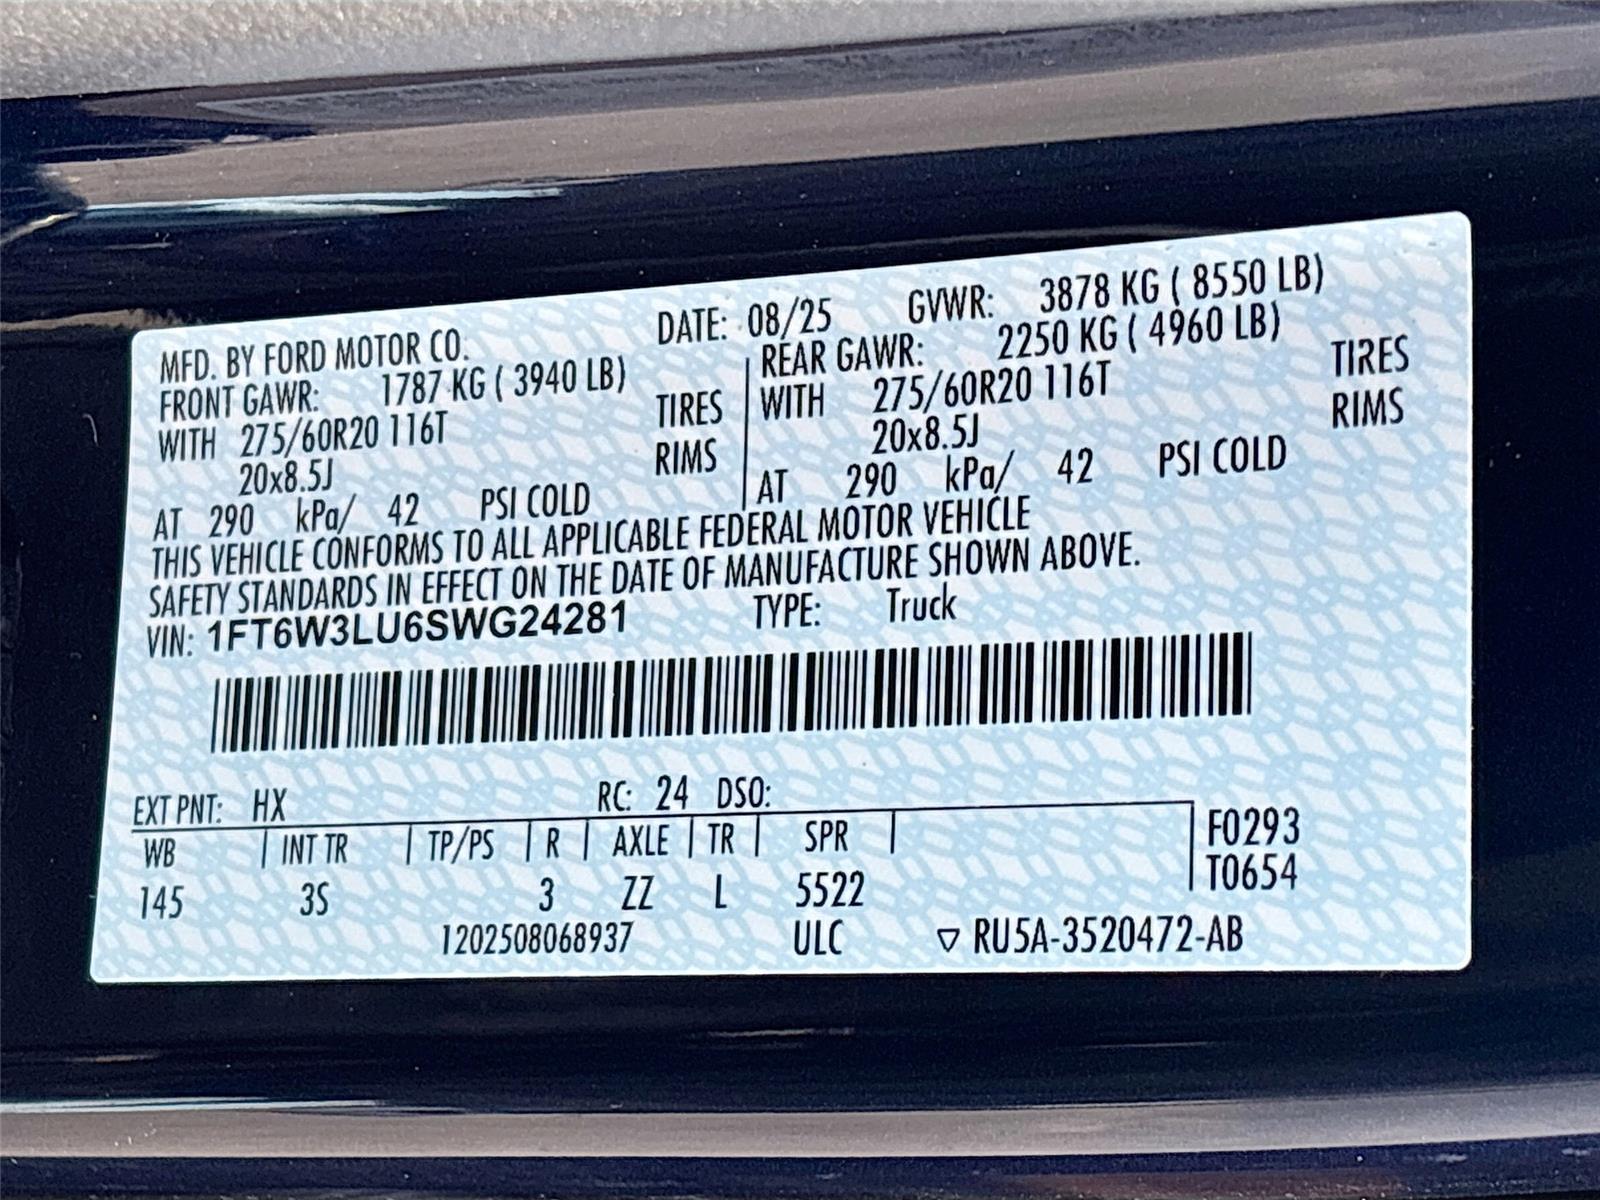 MFD. BY FORD MOTOR CO. DATE: 08/25 GVWR: 3878 KG ( 8550 LB)
FRONT GAWR: 1787 KG ( 3940 LB) REAR GAWR: 2250 KG ( 4960 LB)
WITH 275/60R20 116T TIRES WITH 275/60R20 116T TIRES
20x8.5J RIMS 20x8.5J RIMS
AT 290 kPa/ 42 PSI COLD AT 290 kPa/ 42 PSI COLD
THIS VEHICLE CONFORMS TO ALL APPLICABLE FEDERAL MOTOR VEHICLE
SAFETY STANDARDS IN EFFECT ON THE DATE OF MANUFACTURE SHOWN ABOVE.
VIN: 1FT6W3LU6SWG24281 TYPE: Truck
EXT PNT: HX RC: 24 DSO:
WB INT TR TP/PS R AXLE TR SPR F0293
145 3S 3 ZZ L 5522 T0654
1202508068937 ULC ▽ RU5A-3520472-AB